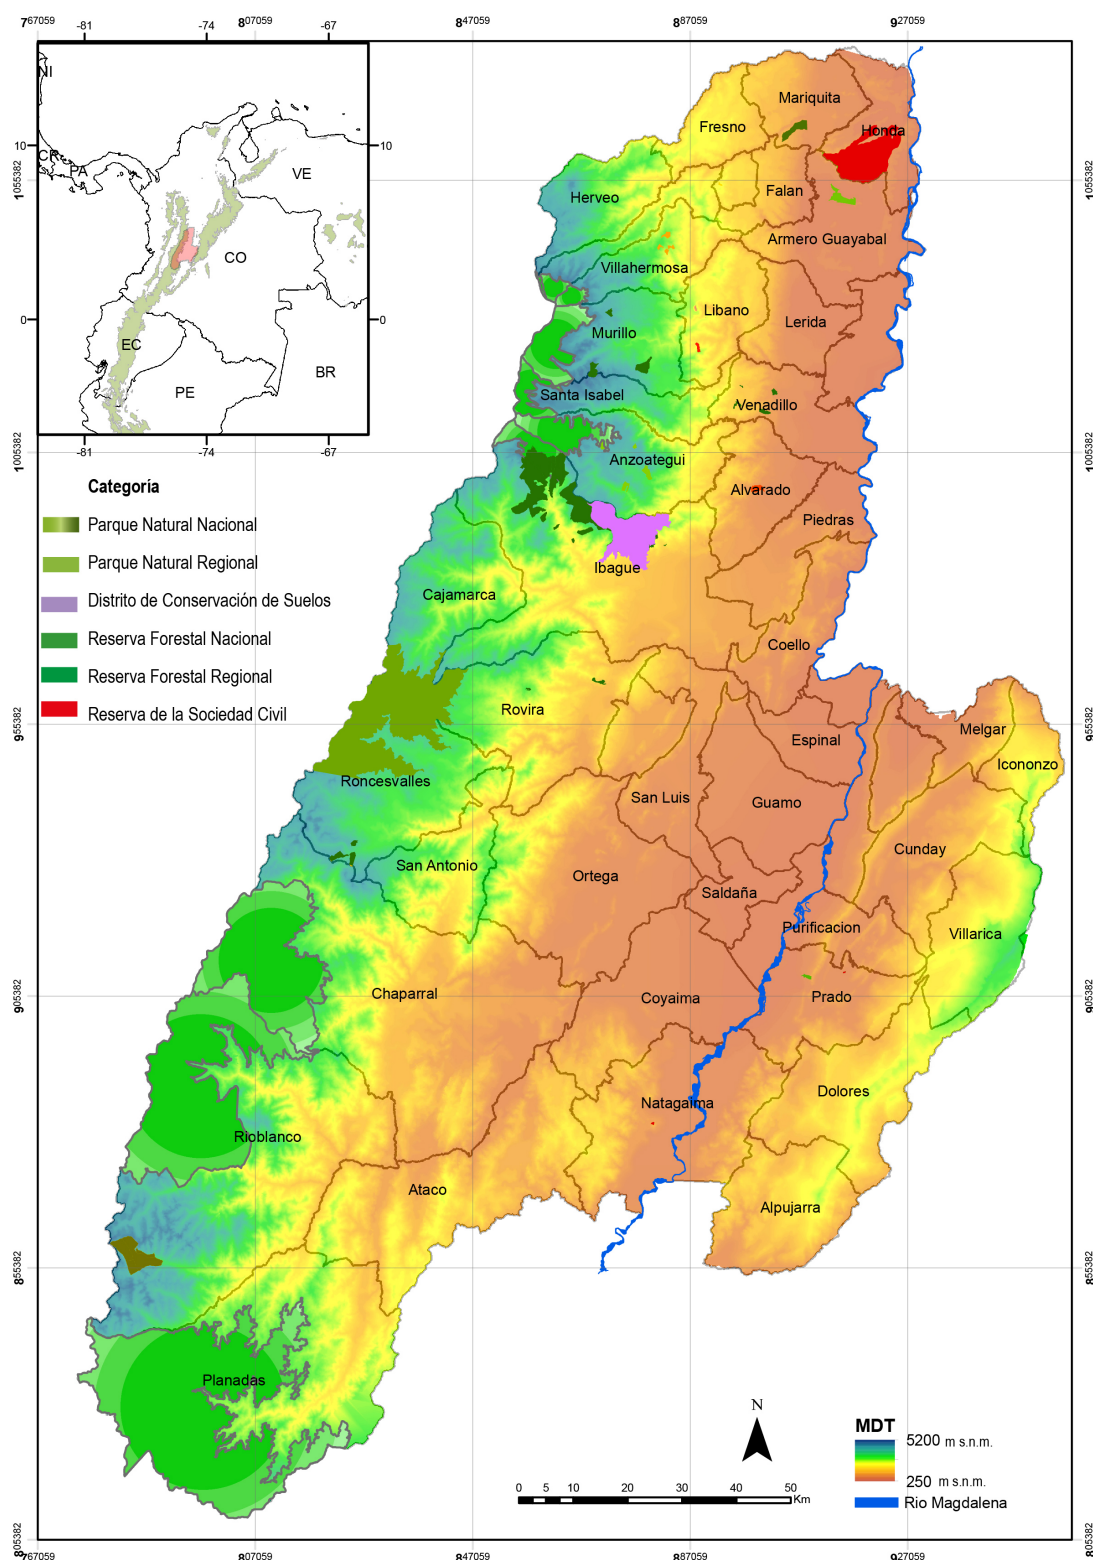 767059
807059
847059
887059
927059
-81
-74
-67
NI
CR
PA
VE
CO
EC
PE
BR
10
0
10
0
-81
-74
-67
1055382
1005382
955382
905382
855382
805382
1055382
1005382
955382
905382
855382
805382
Categoría
Parque Natural Nacional
Parque Natural Regional
Distrito de Conservación de Suelos
Reserva Forestal Nacional
Reserva Forestal Regional
Reserva de la Sociedad Civil
Mariquita
Fresno
Honda
Herveo
Falan
Armero Guayabal
Villahermosa
Libano
Lerida
Murillo
Santa Isabel
Venadillo
Anzoategui
Alvarado
Piedras
Ibague
Cajamarca
Coello
Rovira
Espinal
Melgar
Icononzo
Roncesvalles
San Luis
Guamo
Cunday
San Antonio
Ortega
Saldaña
Purificacion
Villarica
Chaparral
Coyaima
Prado
Dolores
Natagaima
Rioblanco
Ataco
Alpujarra
Planadas
N
0 5 10 20 30 40 50
Km
MDT
5200 m s.n.m.
250 m s.n.m.
Rio Magdalena
767059
807059
847059
887059
927059